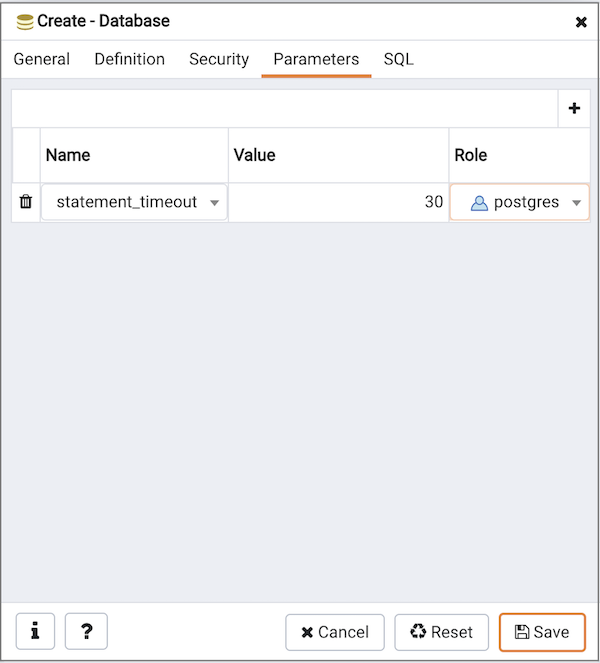 Create - Database
General Definition Security Parameters SQL
+
Name Value Role
statement_timeout 30 postgres
i ? Cancel Reset Save